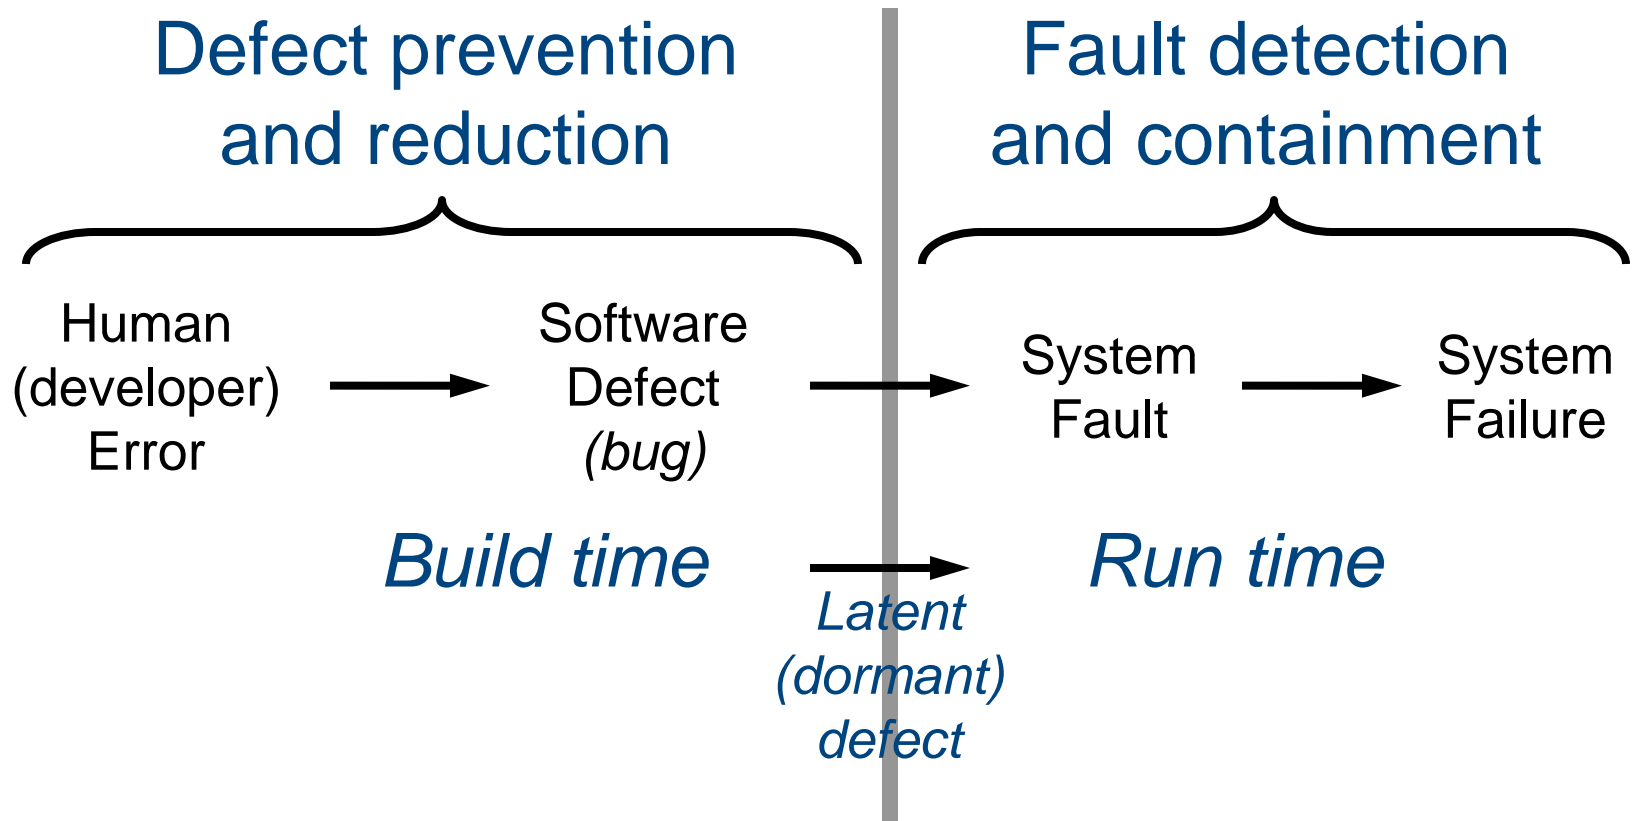 Defect prevention
and reduction
Fault detection
and containment
Human
(developer)
Error
Software
Defect
(bug)
System
Fault
System
Failure
Build time
Run time
Latent
(dormant)
defect